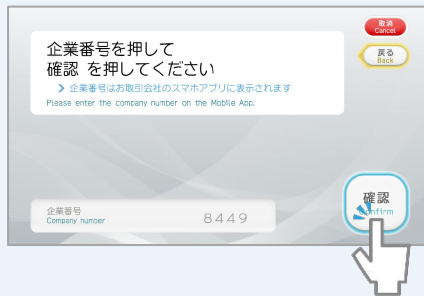 取消
Cancel
企業番号を押して
確認 を押してください
戻る
Back
企業番号はお取引会社のスマホアプリに表示されます
Please enter the company number on the Mobile App.
企業番号
Company number
8449
確認
Confirm